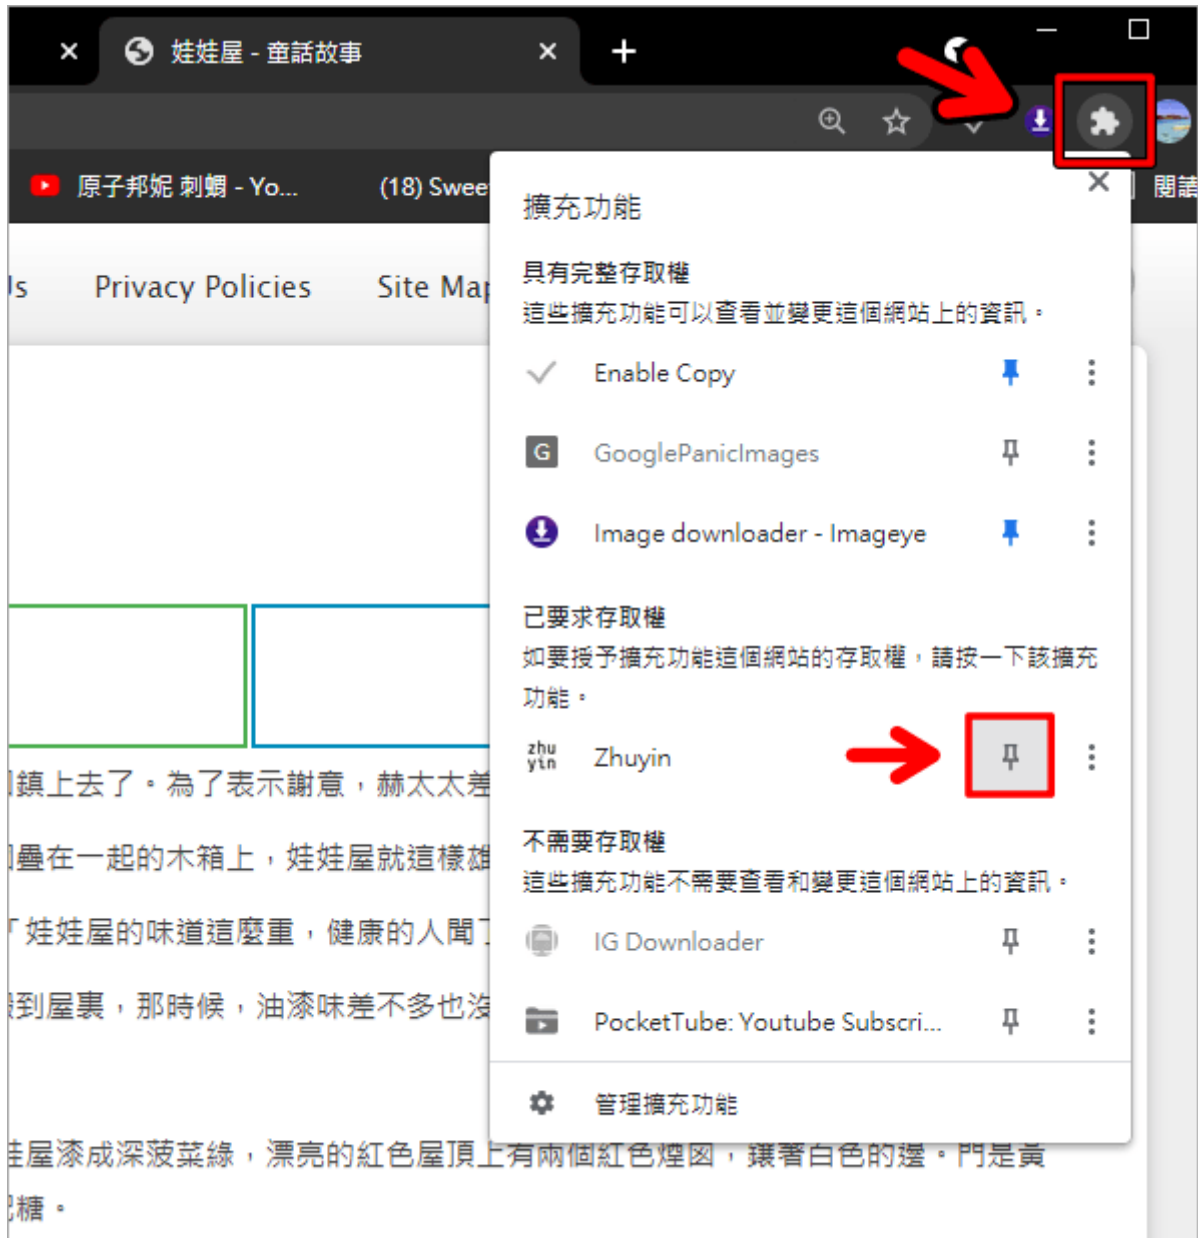 娃娃屋 - 童話故事
原子邦妮 刺蝟 - Yo...
(18) Swee
閱讀
Us
Privacy Policies
Site Map
擴充功能
具有完整存取權
這些擴充功能可以查看並變更這個網站上的資訊。
Enable Copy
G
GooglePanicImages
Image downloader - Imageye
已要求存取權
如要授予擴充功能這個網站的存取權，請按一下該擴充
功能。
zhu
yin
Zhuyin
不需要存取權
這些擴充功能不需要查看和變更這個網站上的資訊。
IG Downloader
PocketTube: Youtube Subscri...
管理擴充功能
回鎮上去了。為了表示謝意，赫太太差
個疊在一起的木箱上，娃娃屋就這樣雄
「娃娃屋的味道這麼重，健康的人聞了
搬到屋裏，那時候，油漆味差不多也沒
娃屋漆成深菠菜綠，漂亮的紅色屋頂上有兩個紅色煙囪，鑲著白色的邊。門是黃
糖。